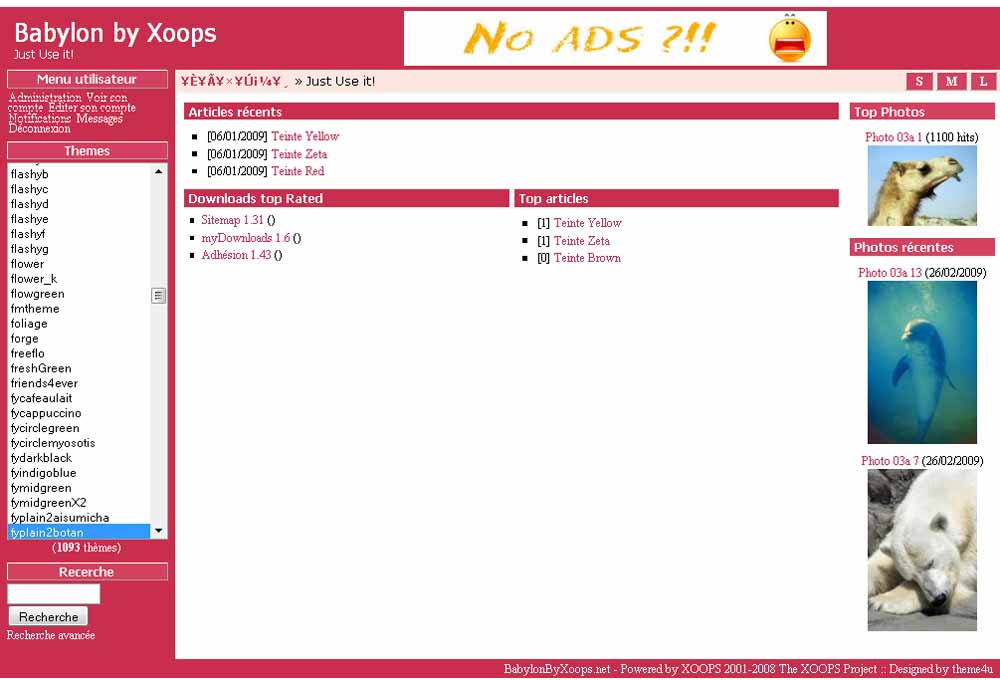 Babylon by Xoops
Just Use it!
No ADS ?!!
Menu utilisateur
Administration Voir son
compte Editer son compte
Notifications Messages
Déconnexion
Themes
flashyb
flashyc
flashyd
flashye
flashyf
flashyg
flower
flower_k
flowgreen
fmtheme
foliage
forge
freeflo
freshGreen
friends4ever
fycafeaulait
fycappuccino
fycirclegreen
fycirclemyosotis
fydarkblack
fyindigoblue
fymidgreen
fymidgreenX2
fyplain2aisumicha
fyplain2botan
(1093 thèmes)
Recerche
Recherche
Recherche avancée
» Just Use it!
S M L
Articles récents
[06/01/2009] Teinte Yellow
[06/01/2009] Teinte Zeta
[06/01/2009] Teinte Red
Downloads top Rated
Sitemap 1.31 ()
myDownloads 1.6 ()
Adhésion 1.43 ()
Top articles
[1] Teinte Yellow
[1] Teinte Zeta
[0] Teinte Brown
Top Photos
Photo 03a 1 (1100 hits)
Photos récentes
Photo 03a 13 (26/02/2009)
Photo 03a 7 (26/02/2009)
BabylonByXoops.net - Powered by XOOPS 2001-2008 The XOOPS Project :: Designed by theme4u